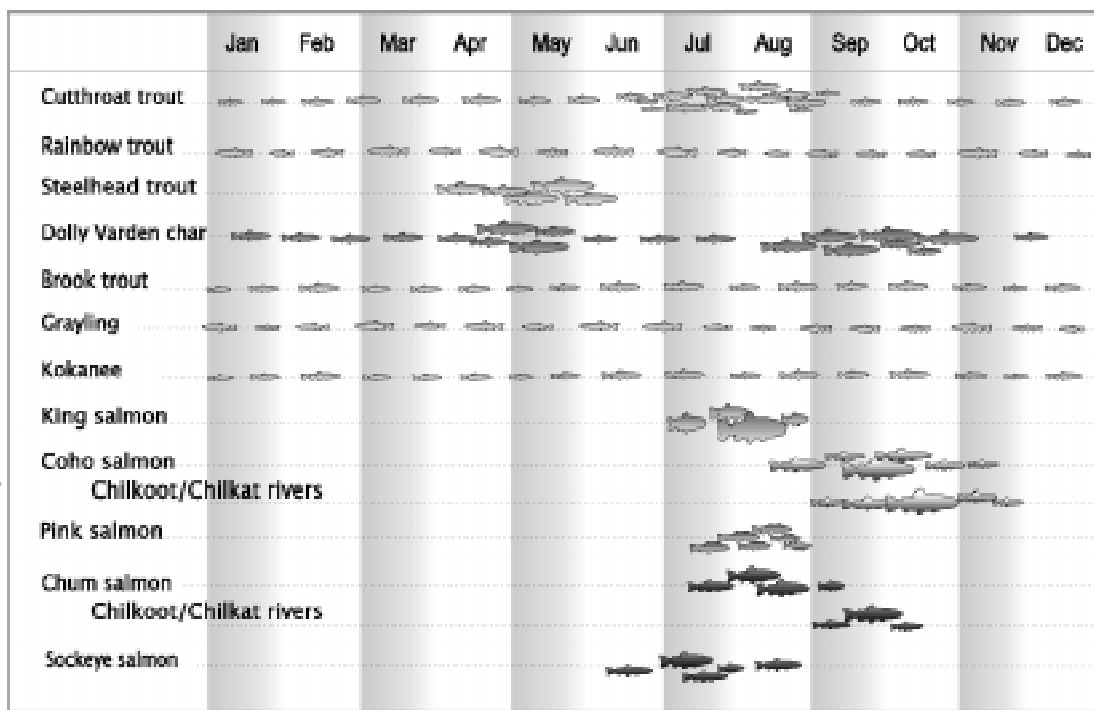 Jan Feb Mar Apr May Jun Jul Aug Sep Oct Nov Dec
Cutthroat trout
Rainbow trout
Steelhead trout
Dolly Varden char
Brook trout
Grayling
Kokanee
King salmon
Coho salmon
Chilkoot/Chilkat rivers
Pink salmon
Chum salmon
Chilkoot/Chilkat rivers
Sockeye salmon